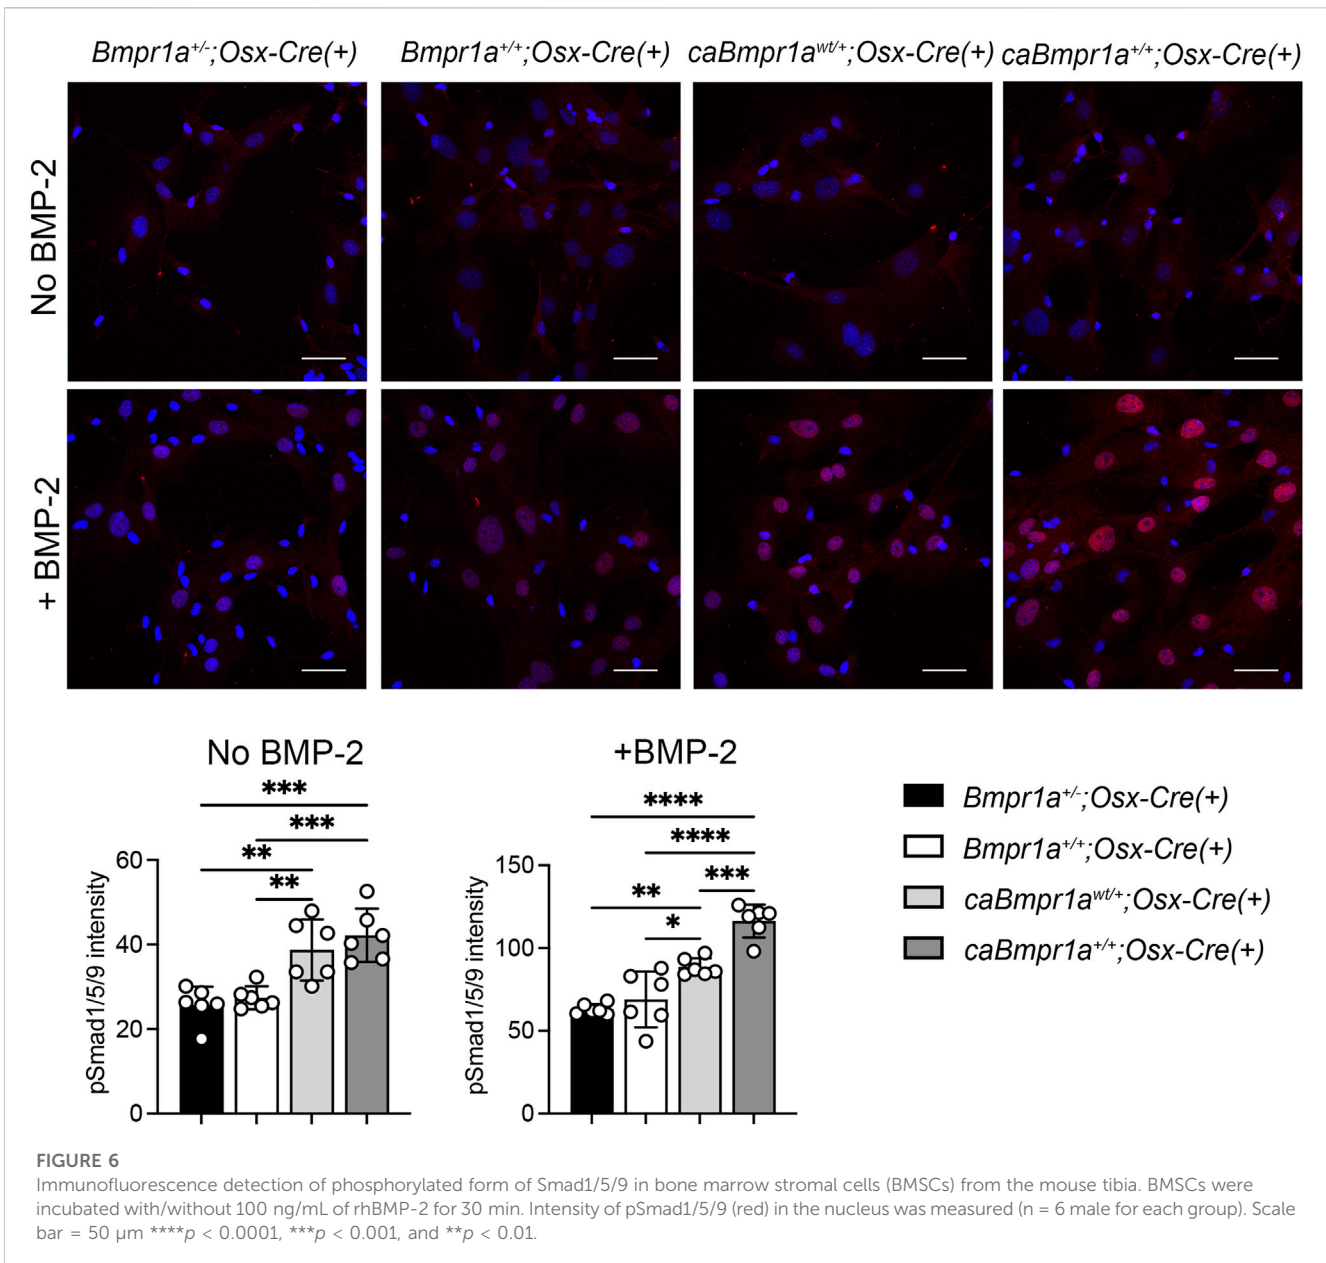 Bmpr1a+/-;Osx-Cre(+) Bmpr1a+/+;Osx-Cre(+) caBmpr1awt/+;Osx-Cre(+) caBmpr1a+/+;Osx-Cre(+)
No BMP-2
+ BMP-2
No BMP-2
***
***
**
**
60
40
20
0
pSmad1/5/9 intensity
+BMP-2
****
****
***
**
*
150
100
50
0
pSmad1/5/9 intensity
Bmpr1a+/-;Osx-Cre(+)
Bmpr1a+/+;Osx-Cre(+)
caBmpr1awt/+;Osx-Cre(+)
caBmpr1a+/+;Osx-Cre(+)
FIGURE 6
Immunofluorescence detection of phosphorylated form of Smad1/5/9 in bone marrow stromal cells (BMSCs) from the mouse tibia. BMSCs were
incubated with/without 100 ng/mL of rhBMP-2 for 30 min. Intensity of pSmad1/5/9 (red) in the nucleus was measured (n = 6 male for each group). Scale
bar = 50 μm ****p < 0.0001, ***p < 0.001, and **p < 0.01.